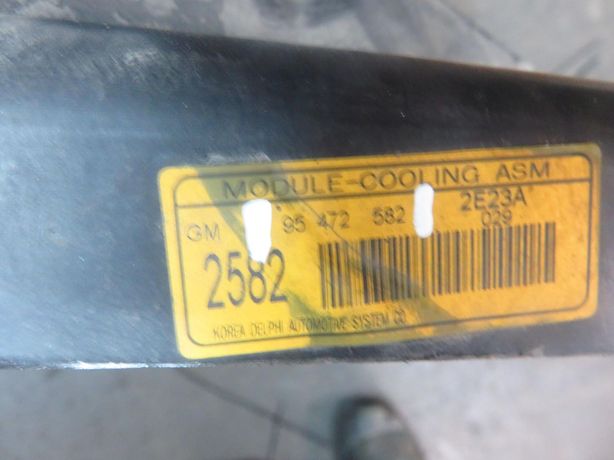 MODULE-COOLING ASM
GM 95 472 582 2E23A
029
2582
KOREA DELPHI AUTOMOTIVE SYSTEM CO